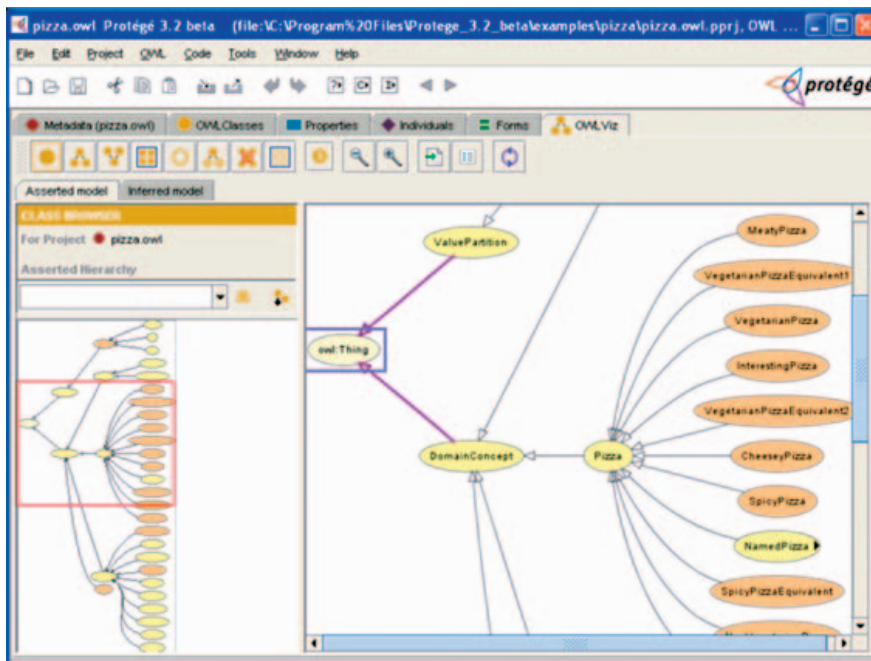 pizza.owl Protégé 3.2 beta (file:\C:\Program%20Files\Protege_3.2_beta\examples\pizza\pizza.owl.pprj, OWL ...
File Edit Project OWL Code Tools Window Help
protégé
Metadata (pizza.owl) OWLClasses Properties Individuals Forms OWLViz
Asserted model Inferred model
CLASS BROWSER
For Project pizza.owl
Asserted Hierarchy
ValuePartition
owl:Thing
DomainConcept
Pizza
MeatyPizza
VegetarianPizzaEquivalent1
VegetarianPizza
InterestingPizza
VegetarianPizzaEquivalent2
CheeseyPizza
SpicyPizza
NamedPizza
SpicyPizzaEquivalent